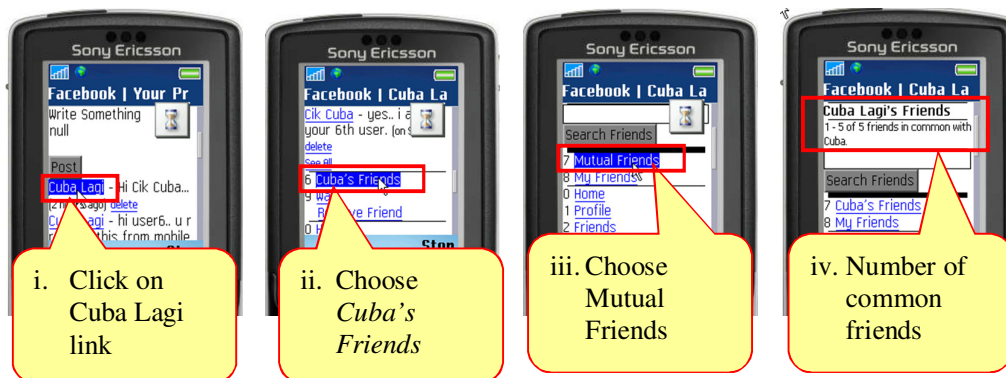 Sony Ericsson
Facebook | Your Pr
Write Something
null
Post
Cuba Lagi - Hi Cik Cuba...
ago) delete
hi user6.. u r
this from mobile
i. Click on
Cuba Lagi
link
Sony Ericsson
Facebook | Cuba La
Cik Cuba - yes.. i a
your 6th user. (on s
delete
See All
6 Cuba's Friends
9
Friend
ii. Choose
Cuba's
Friends
Sony Ericsson
Facebook | Cuba La
Search Friends
7 Mutual Friends
8 My Friends
0 Home
1 Profile
2 Friends
iii. Choose
Mutual
Friends
Sony Ericsson
Facebook | Cuba La
Cuba Lagi's Friends
1 - 5 of 5 friends in common with
Cuba.
Search Friends
7 Cuba's Friends
8 My Friends
iv. Number of
common
friends